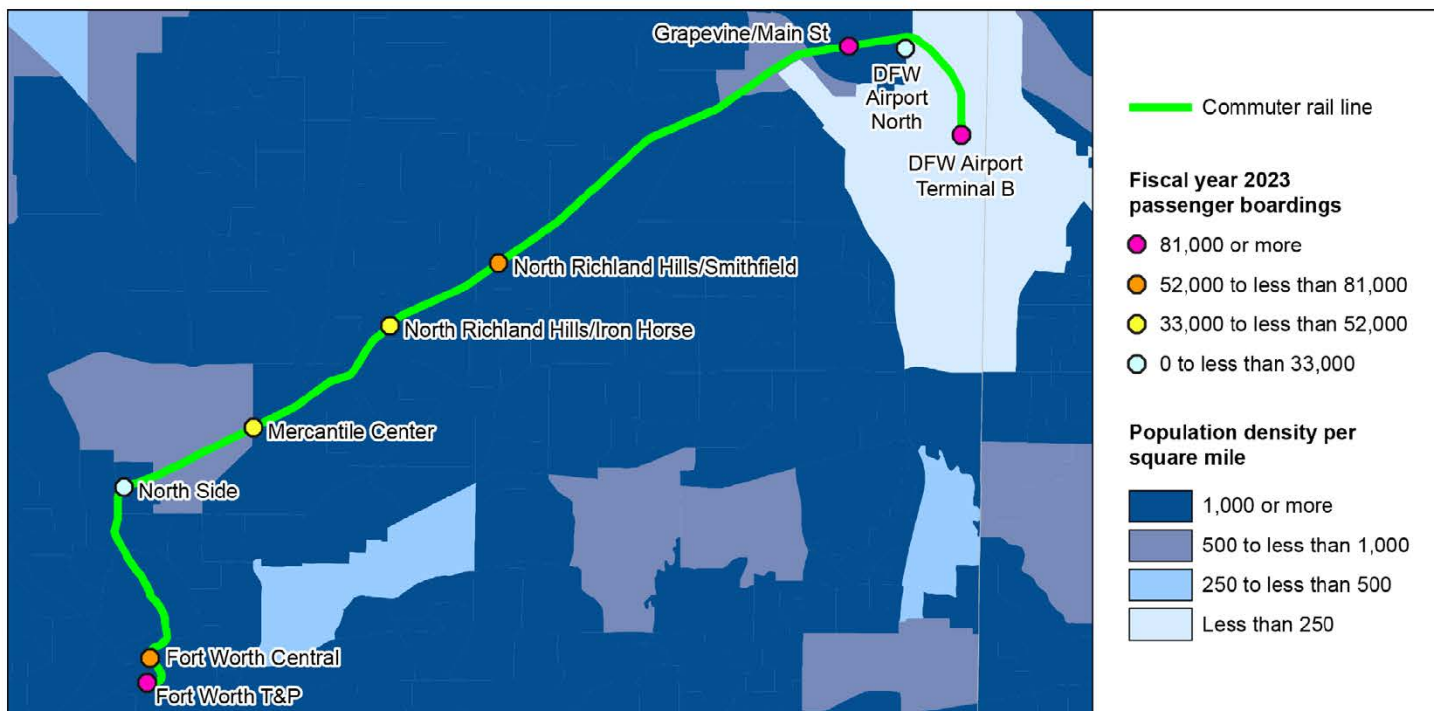 Grapevine/Main St
DFW
Airport
North
DFW Airport
Terminal B
North Richland Hills/Smithfield
North Richland Hills/Iron Horse
Mercantile Center
North Side
Fort Worth Central
Fort Worth T&P
Commuter rail line
Fiscal year 2023
passenger boardings
81,000 or more
52,000 to less than 81,000
33,000 to less than 52,000
0 to less than 33,000
Population density per
square mile
1,000 or more
500 to less than 1,000
250 to less than 500
Less than 250